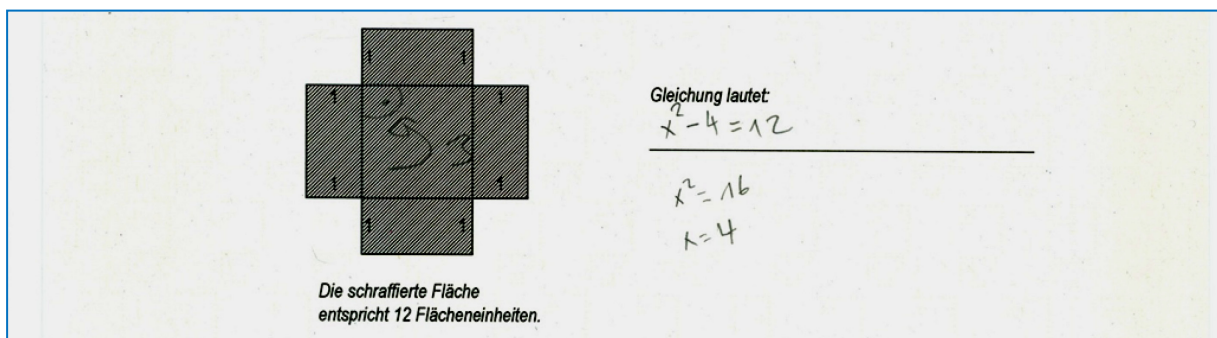 1 1
1 1
3
1 1
1 1
Die schraffierte Fläche
entspricht 12 Flächeneinheiten.
Gleichung lautet:
x² - 4 = 12
x² = 16
x = 4